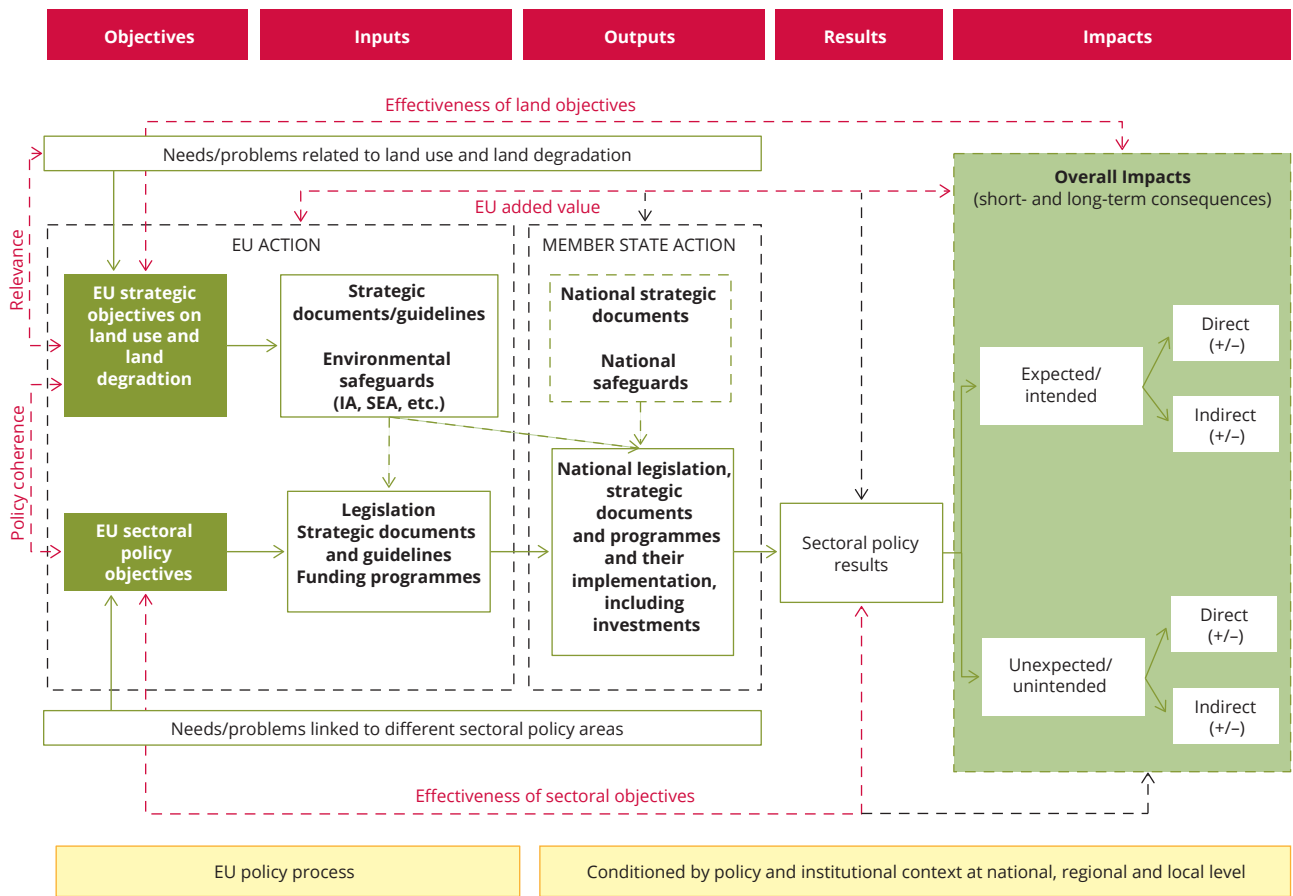 Objectives
Inputs
Outputs
Results
Impacts
Effectiveness of land objectives
Needs/problems related to land use and land degradation
Relevance
Policy coherence
EU added value
EU ACTION
MEMBER STATE ACTION
EU strategic
objectives on
land use and
land
degradtion
Strategic
documents/guidelines
Environmental
safeguards
(IA, SEA, etc.)
National strategic
documents
National
safeguards
EU sectoral
policy
objectives
Legislation
Strategic documents
and guidelines
Funding programmes
National legislation,
strategic
documents
and programmes
and their
implementation,
including
investments
Sectoral policy
results
Overall Impacts
(short- and long-term consequences)
Expected/
intended
Direct
(+/–)
Indirect
(+/–)
Unexpected/
unintended
Direct
(+/–)
Indirect
(+/–)
Needs/problems linked to different sectoral policy areas
Effectiveness of sectoral objectives
EU policy process
Conditioned by policy and institutional context at national, regional and local level